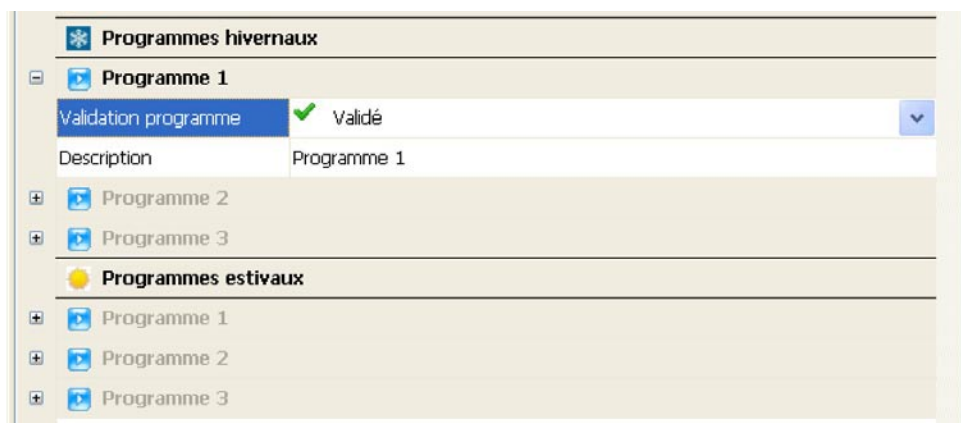 Programmes hivernaux
Programme 1
Validation programme Validé
Description Programme 1
Programme 2
Programme 3
Programmes estivaux
Programme 1
Programme 2
Programme 3